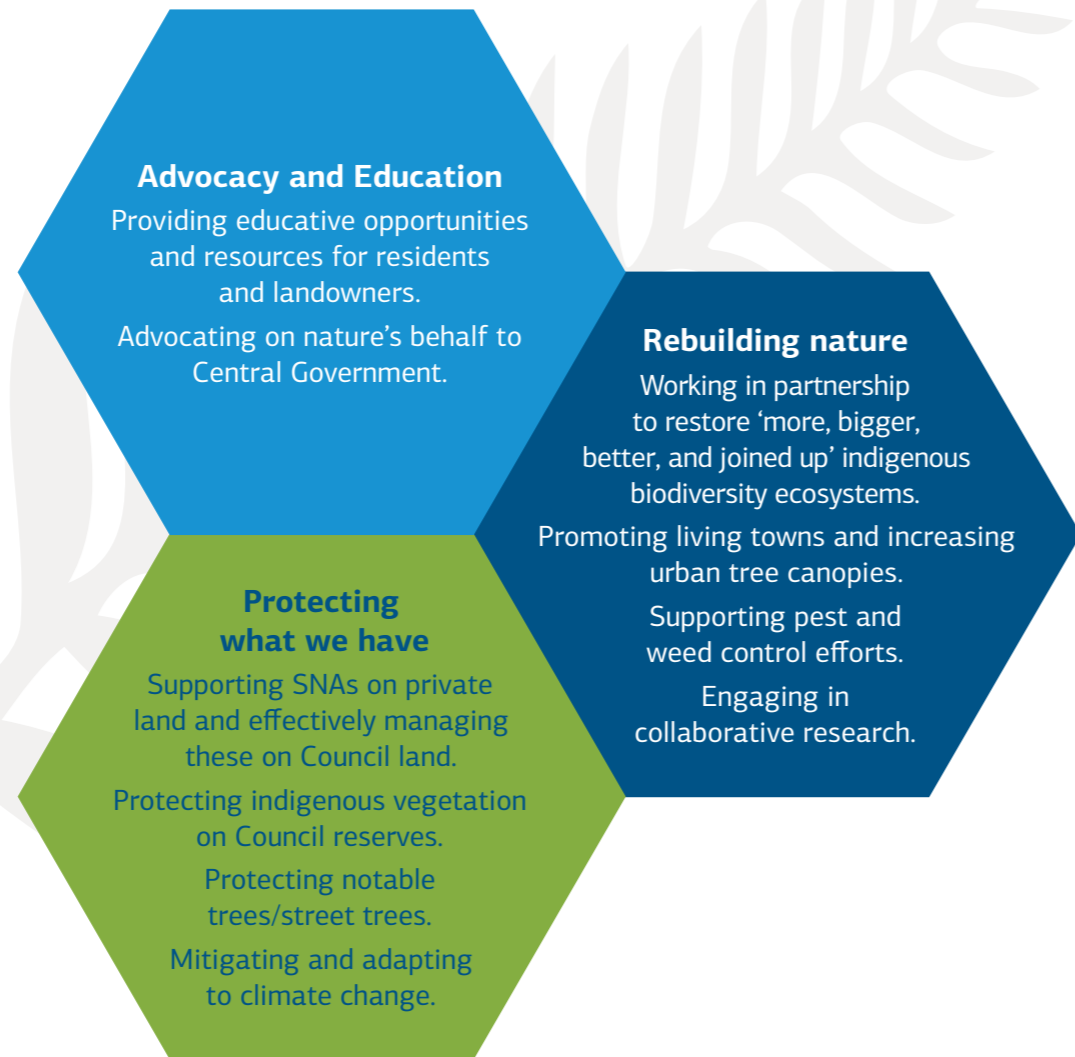 Advocacy and Education
Providing educative opportunities
and resources for residents
and landowners.
Advocating on nature’s behalf to
Central Government.
Rebuilding nature
Working in partnership
to restore ‘more, bigger,
better, and joined up’ indigenous
biodiversity ecosystems.
Promoting living towns and increasing
urban tree canopies.
Supporting pest and
weed control efforts.
Engaging in
collaborative research.
Protecting
what we have
Supporting SNAs on private
land and effectively managing
these on Council land.
Protecting indigenous vegetation
on Council reserves.
Protecting notable
trees/street trees.
Mitigating and adapting
to climate change.